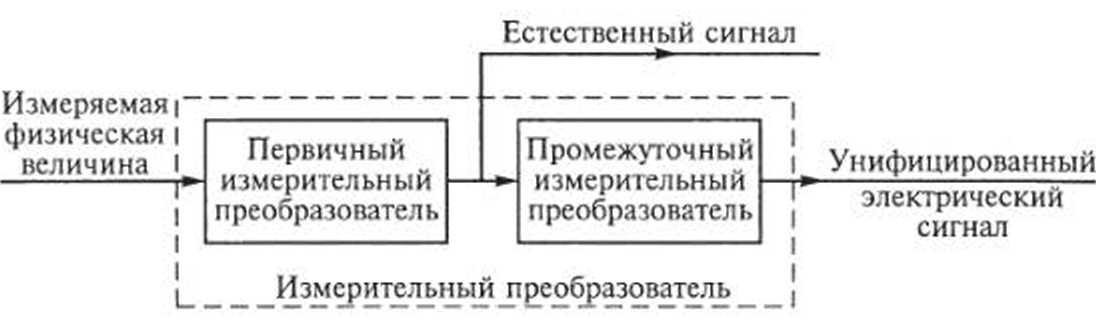 Естественный сигнал
Измеряемая
физическая
величина
Первичный
измерительный
преобразователь
Промежуточный
измерительный
преобразователь
Унифицированный
электрический
сигнал
Измерительный преобразователь